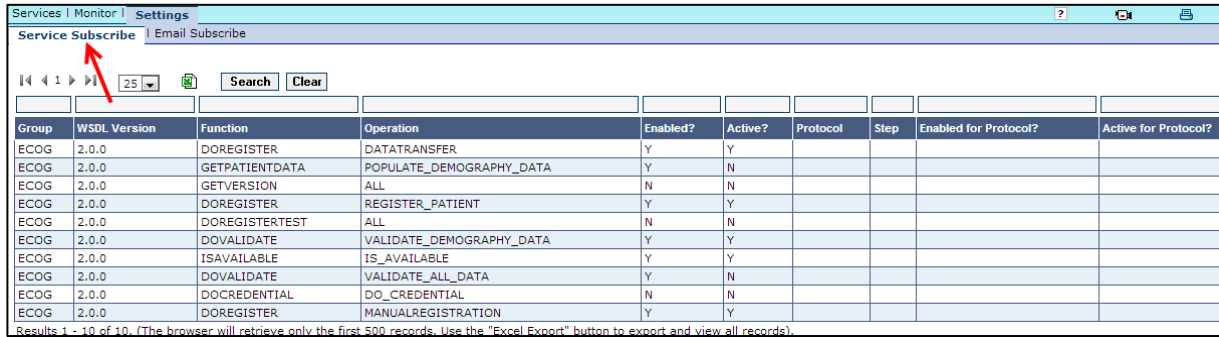 Services | Monitor | Settings ?
Service Subscribe | Email Subscribe
1 25 Search Clear
Group WSDL Version Function Operation Enabled? Active? Protocol Step Enabled for Protocol? Active for Protocol?
ECOG 2.0.0 DOREGISTER DATATRANSFER Y Y
ECOG 2.0.0 GETPATIENTDATA POPULATE_DEMOGRAPHY_DATA Y N
ECOG 2.0.0 GETVERSION ALL N N
ECOG 2.0.0 DOREGISTER REGISTER_PATIENT Y Y
ECOG 2.0.0 DOREGISTERTEST ALL N N
ECOG 2.0.0 DOVALIDATE VALIDATE_DEMOGRAPHY_DATA Y Y
ECOG 2.0.0 ISAVAILABLE IS_AVAILABLE Y Y
ECOG 2.0.0 DOVALIDATE VALIDATE_ALL_DATA Y N
ECOG 2.0.0 DOCREDENTIAL DO_CREDENTIAL N N
ECOG 2.0.0 DOREGISTER MANUALREGISTRATION Y Y
Results 1 - 10 of 10. (The browser will retrieve only the first 500 records. Use the "Excel Export" button to export and view all records).